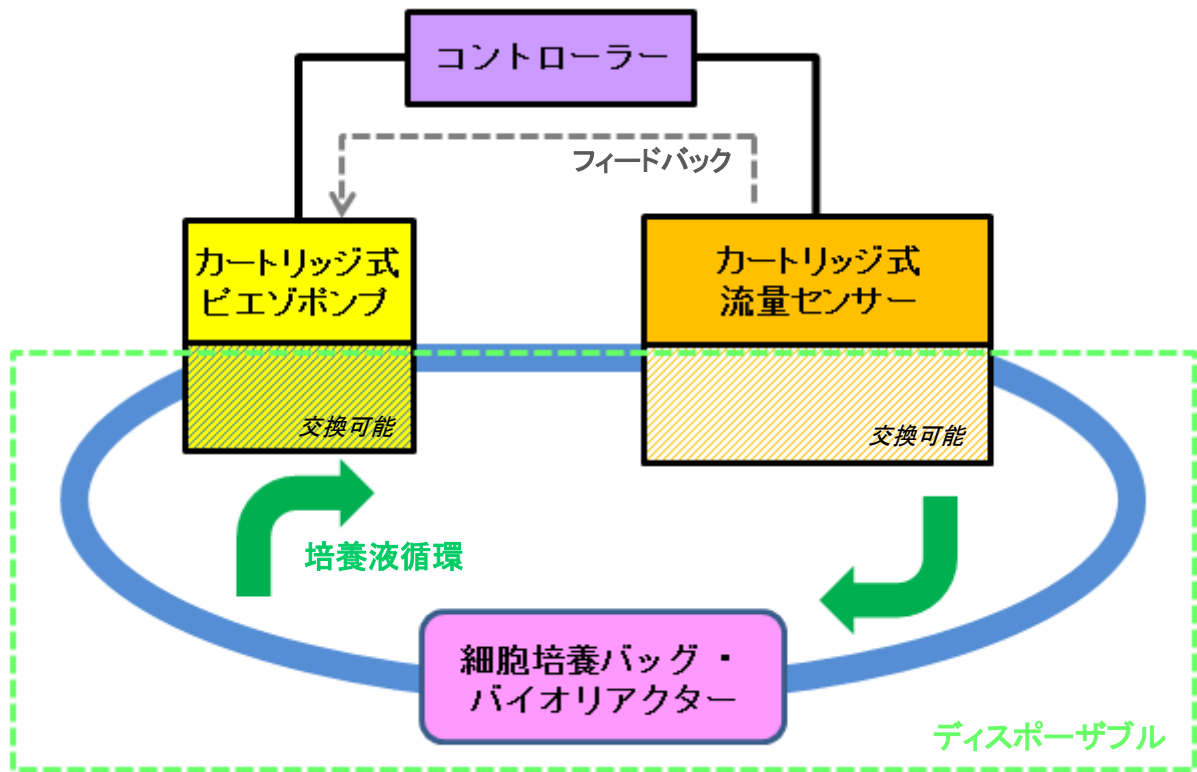 コントローラー
フィードバック
カートリッジ式
ピエゾポンプ
カートリッジ式
流量センサー
交換可能
交換可能
培養液循環
細胞培養バッグ・
バイオリアクター
ディスポーザブル